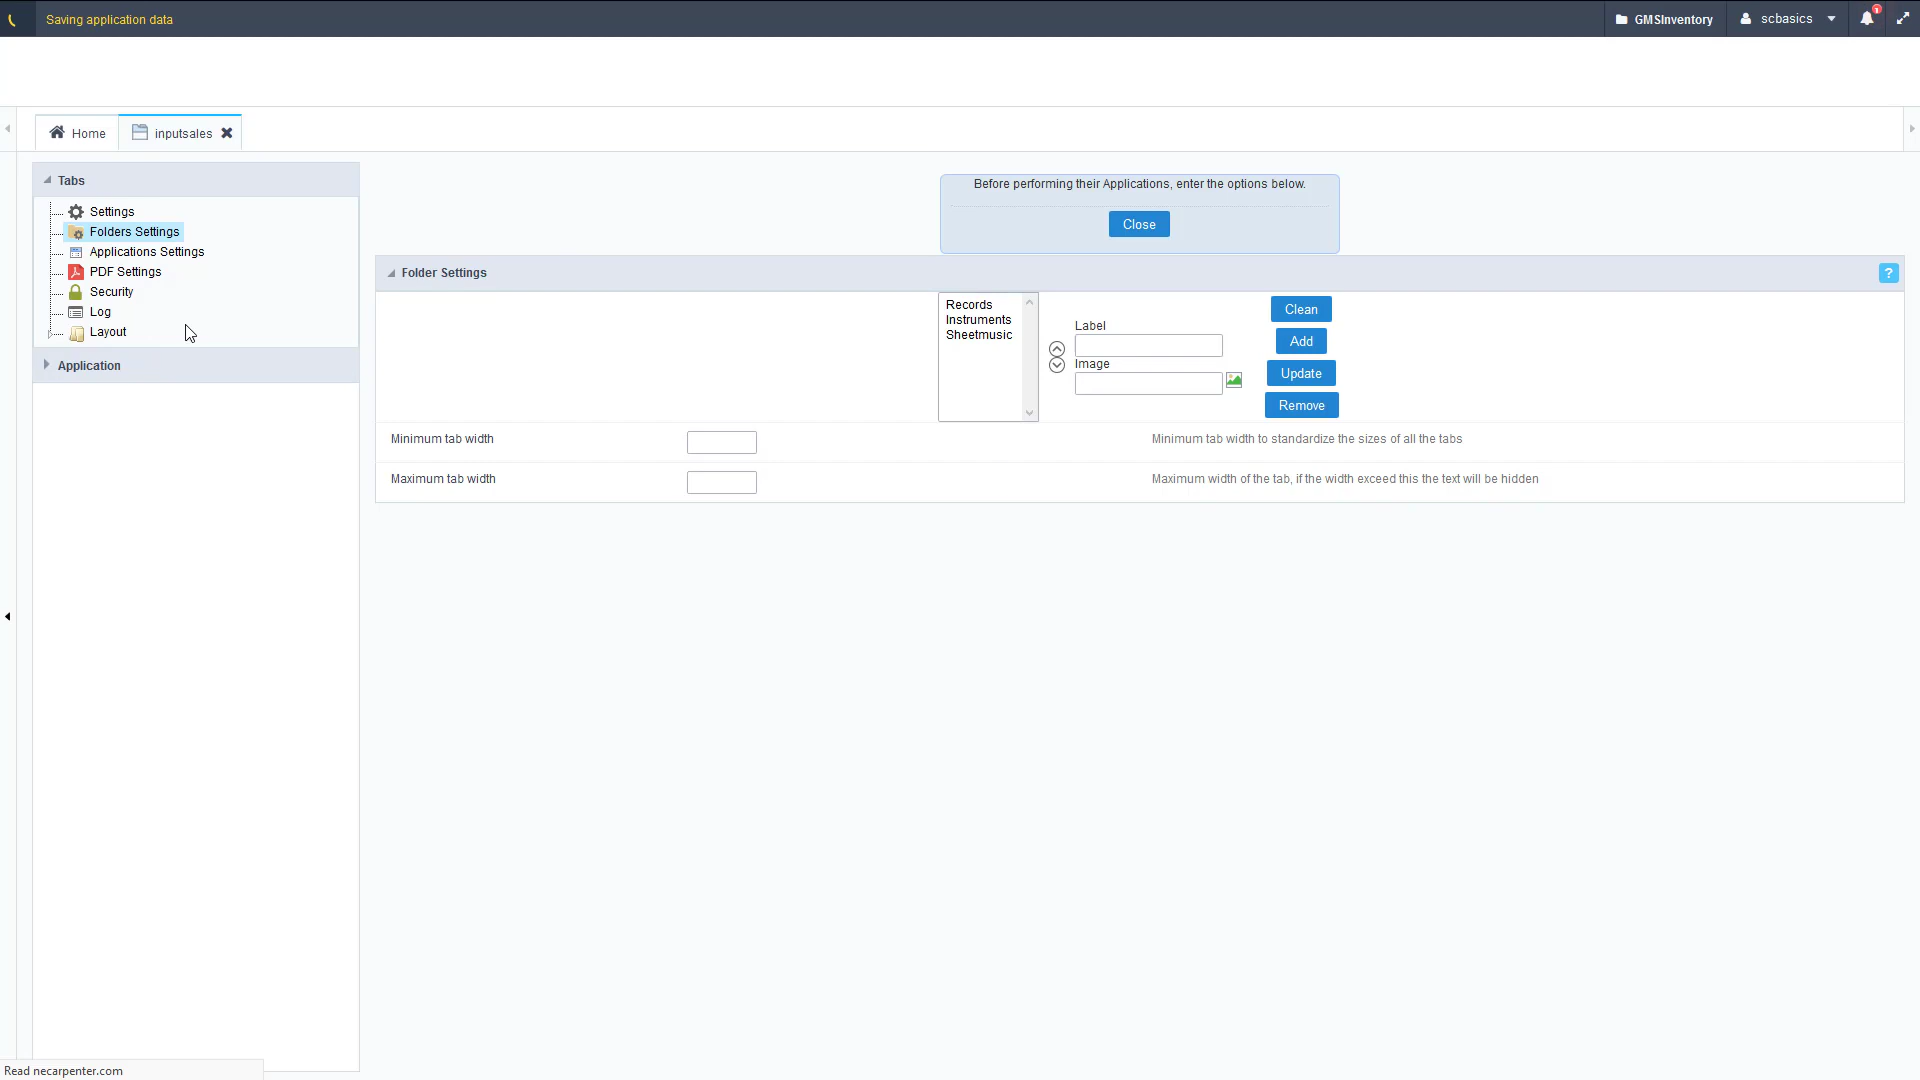 Saving application data
GMSInventory
scbasics
1
Home
inputsales
Tabs
Settings
Folders Settings
Applications Settings
PDF Settings
Security
Log
Layout
Application
Before performing their Applications, enter the options below.
Close
Folder Settings
?
Records
Instruments
Sheetmusic
Label
Image
Clean
Add
Update
Remove
Minimum tab width
Minimum tab width to standardize the sizes of all the tabs
Maximum tab width
Maximum width of the tab, if the width exceed this the text will be hidden
Read necarpenter.com